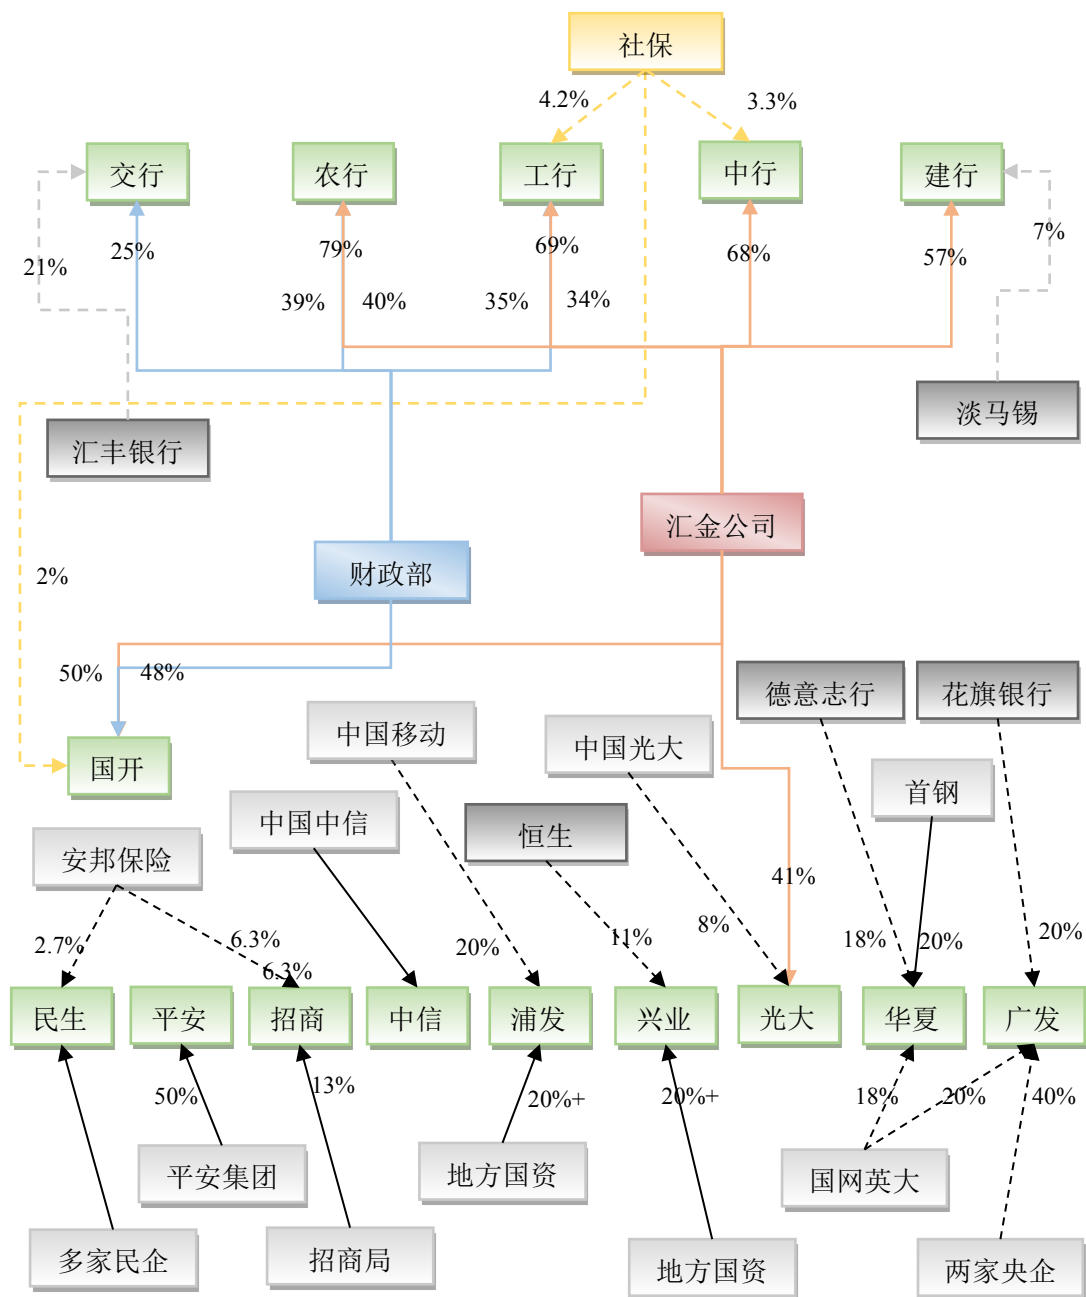 社保
4.2%
3.3%
交行
农行
工行
中行
建行
21%
25%
79%
69%
68%
57%
7%
39%
40%
35%
34%
汇丰银行
淡马锡
汇金公司
财政部
2%
50%
48%
国开
中国移动
中国光大
德意志行
花旗银行
首钢
中国中信
恒生
安邦保险
41%
2.7%
6.3%
6.3%
20%
11%
8%
18%
20%
20%
民生
平安
招商
中信
浦发
兴业
光大
华夏
广发
50%
13%
20%+
20%+
18%
20%
40%
平安集团
地方国资
国网英大
多家民企
招商局
地方国资
两家央企